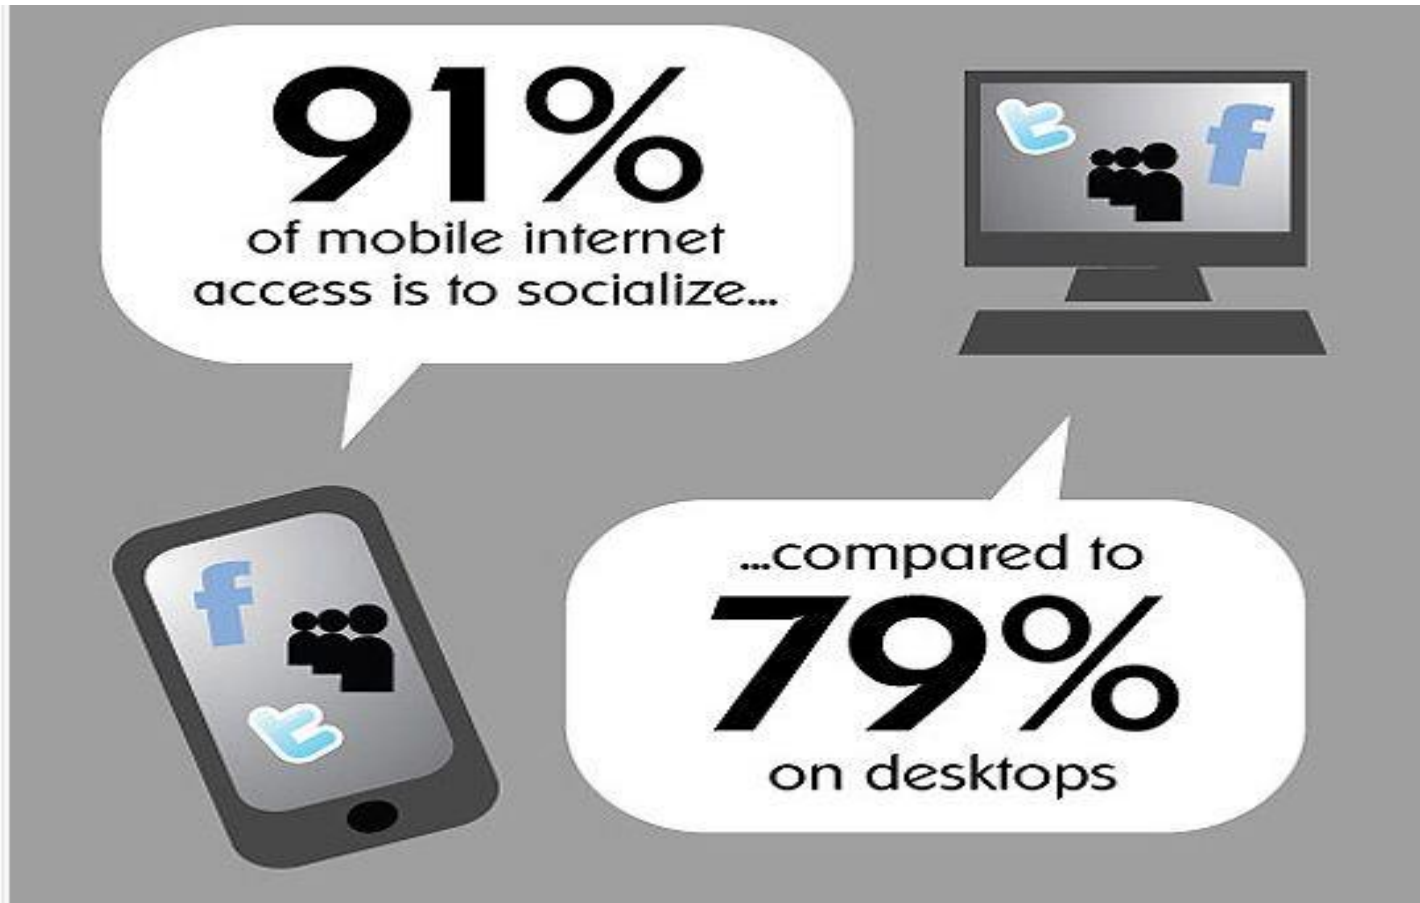 91%
of mobile internet
access is to socialize...
...compared to
79%
on desktops